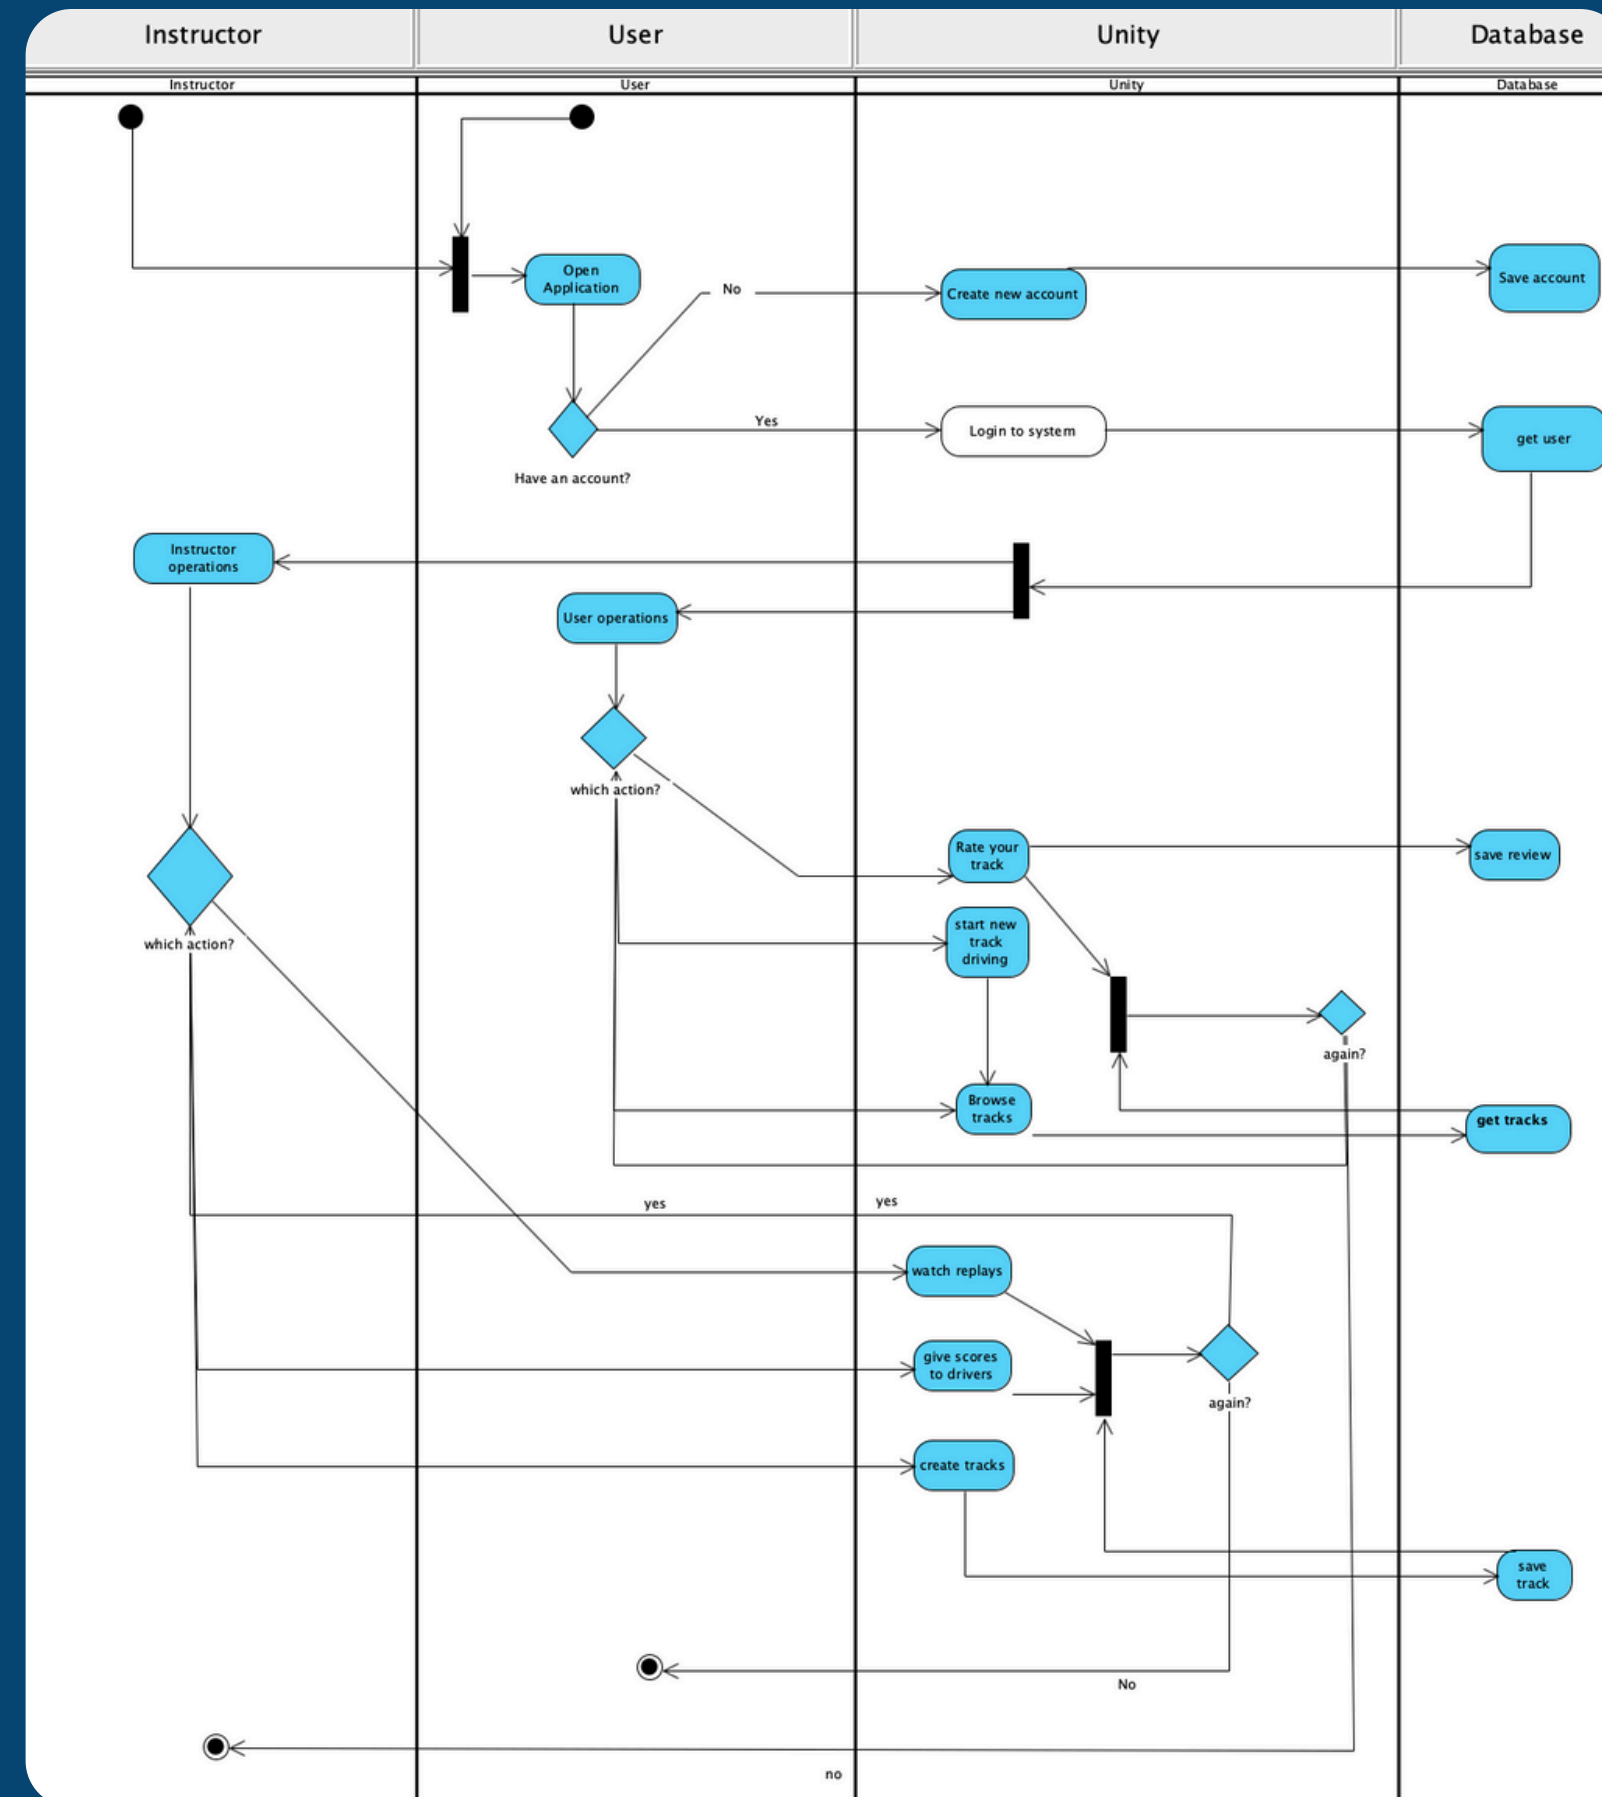 Instructor
User
Unity
Database
Instructor
User
Unity
Database
Open
Application
No
Create new account
Save account
Yes
Login to system
get user
Have an account?
Instructor
operations
User operations
which action?
Rate your
track
save review
start new
track
driving
which action?
again?
Browse
tracks
get tracks
yes
yes
watch replays
give scores
to drivers
again?
create tracks
save
track
No
no